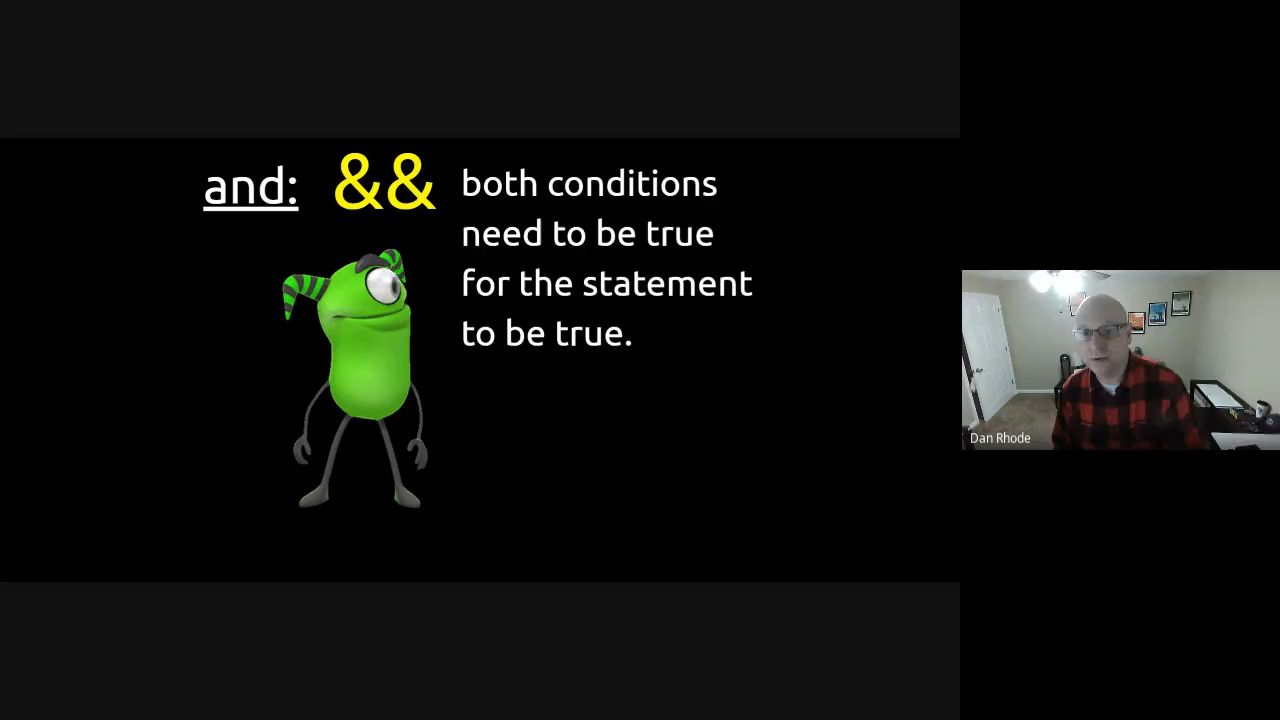 and: && both conditions
need to be true
for the statement
to be true.
Dan Rhode